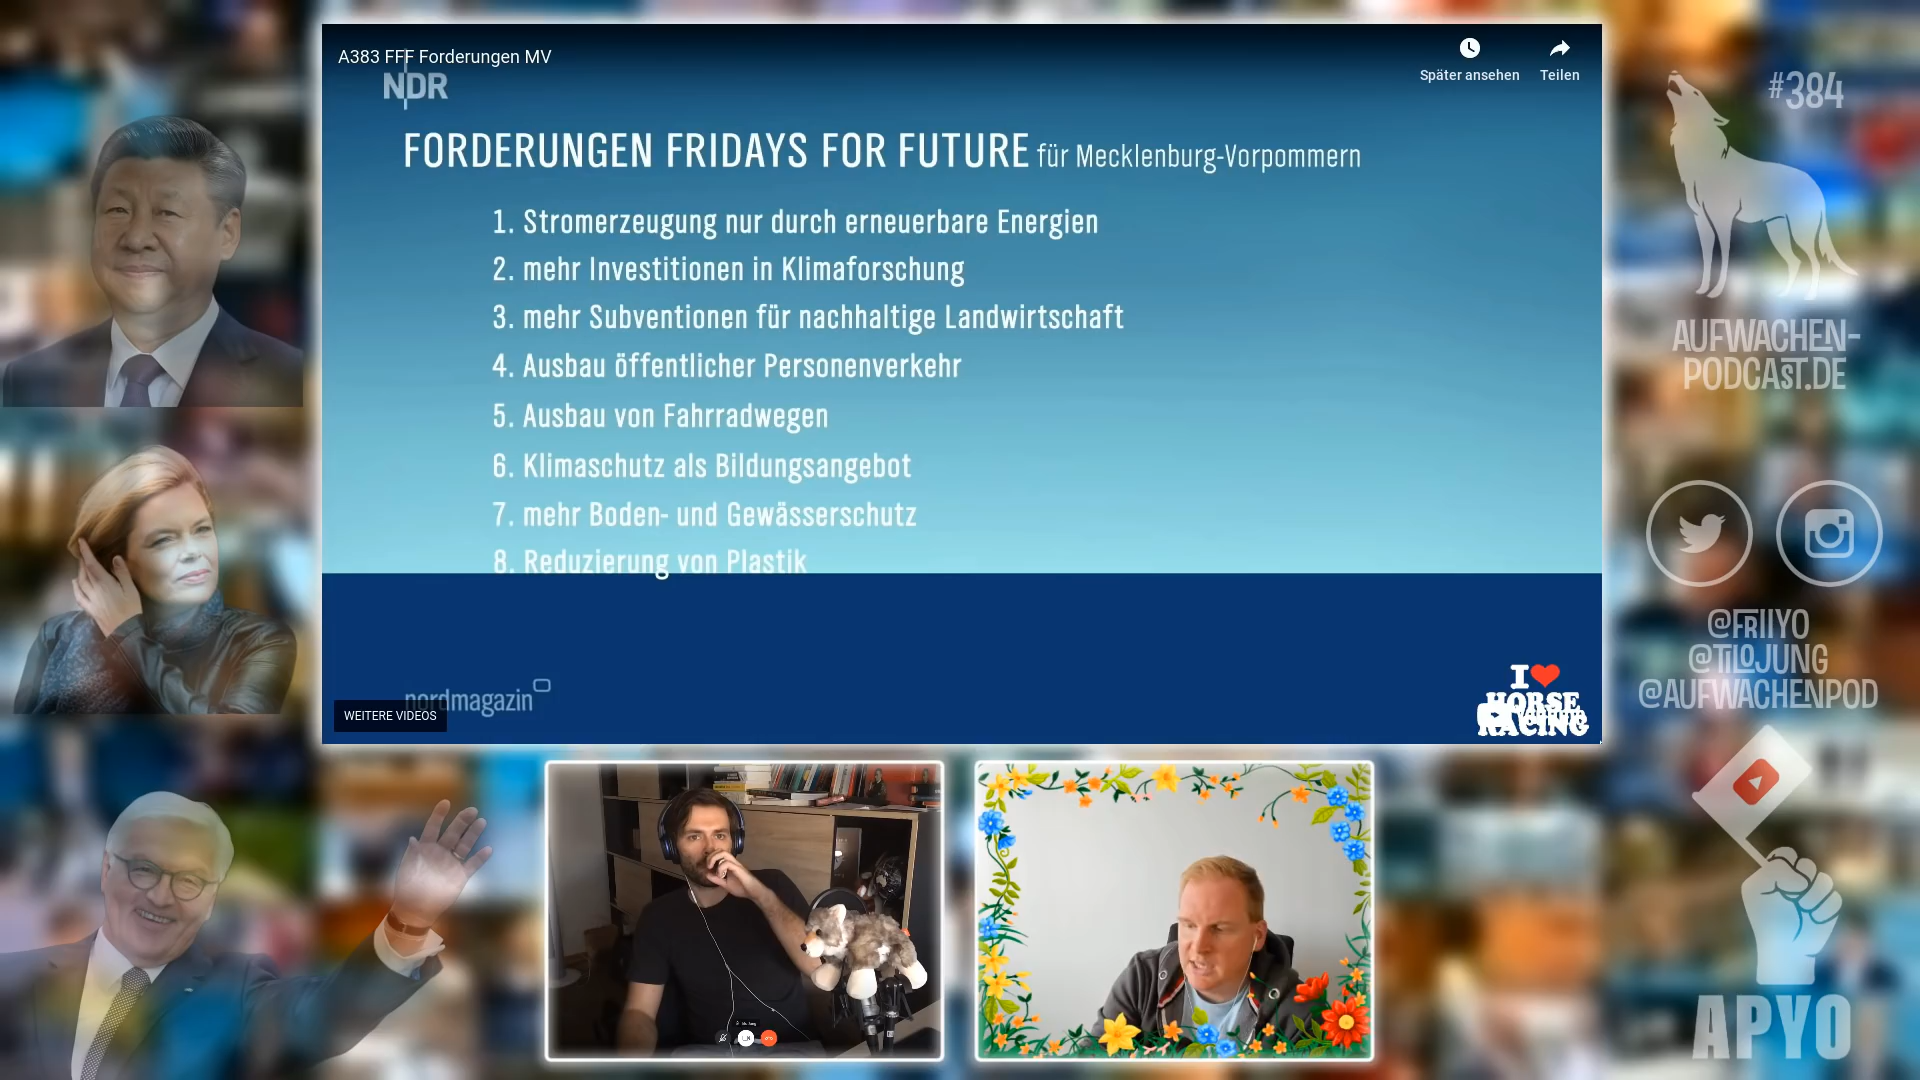 A383 FFF Forderungen MV
Später ansehen
Teilen
NDR
FORDERUNGEN FRIDAYS FOR FUTURE für Mecklenburg-Vorpommern
1. Stromerzeugung nur durch erneuerbare Energien
2. mehr Investitionen in Klimaforschung
3. mehr Subventionen für nachhaltige Landwirtschaft
4. Ausbau öffentlicher Personenverkehr
5. Ausbau von Fahrradwegen
6. Klimaschutz als Bildungsangebot
7. mehr Boden- und Gewässerschutz
8. Reduzierung von Plastik
nordmagazin
WEITERE VIDEOS
I
HORSE
RACING
#384
AUFWACHEN-
PODCAST.DE
@FRIIYO
@TILOJUNG
@AUFWACHENPOD
APYO